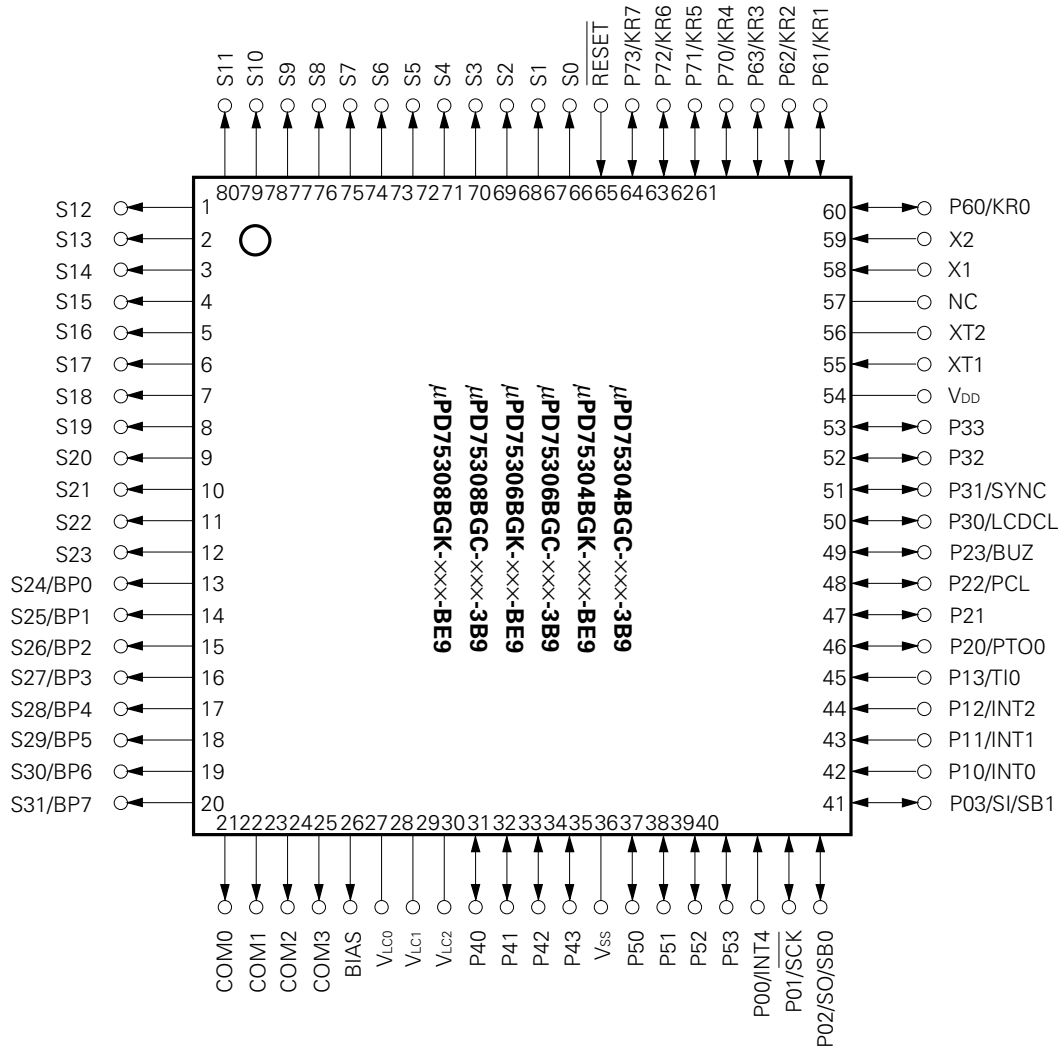 S11
S10
S9
S8
S7
S6
S5
S4
S3
S2
S1
S0
RESET
P73/KR7
P72/KR6
P71/KR5
P70/KR4
P63/KR3
P62/KR2
P61/KR1
80 79 78 77 76 75 74 73 72 71 70 69 68 67 66 65 64 63 62 61
S12 1
S13 2
S14 3
S15 4
S16 5
S17 6
S18 7
S19 8
S20 9
S21 10
S22 11
S23 12
S24/BP0 13
S25/BP1 14
S26/BP2 15
S27/BP3 16
S28/BP4 17
S29/BP5 18
S30/BP6 19
S31/BP7 20
μPD75308BGK-×××-BE9
μPD75308BGC-×××-3B9
μPD75306BGK-×××-BE9
μPD75306BGC-×××-3B9
μPD75304BGK-×××-BE9
μPD75304BGC-×××-3B9
60 P60/KR0
59 X2
58 X1
57 NC
56 XT2
55 XT1
54 VDD
53 P33
52 P32
51 P31/SYNC
50 P30/LCDCL
49 P23/BUZ
48 P22/PCL
47 P21
46 P20/PTO0
45 P13/TI0
44 P12/INT2
43 P11/INT1
42 P10/INT0
41 P03/SI/SB1
21 22 23 24 25 26 27 28 29 30 31 32 33 34 35 36 37 38 39 40
COM0
COM1
COM2
COM3
BIAS
VLC0
VLC1
VLC2
P40
P41
P42
P43
VSS
P50
P51
P52
P53
P00/INT4
P01/SCK
P02/SO/SB0